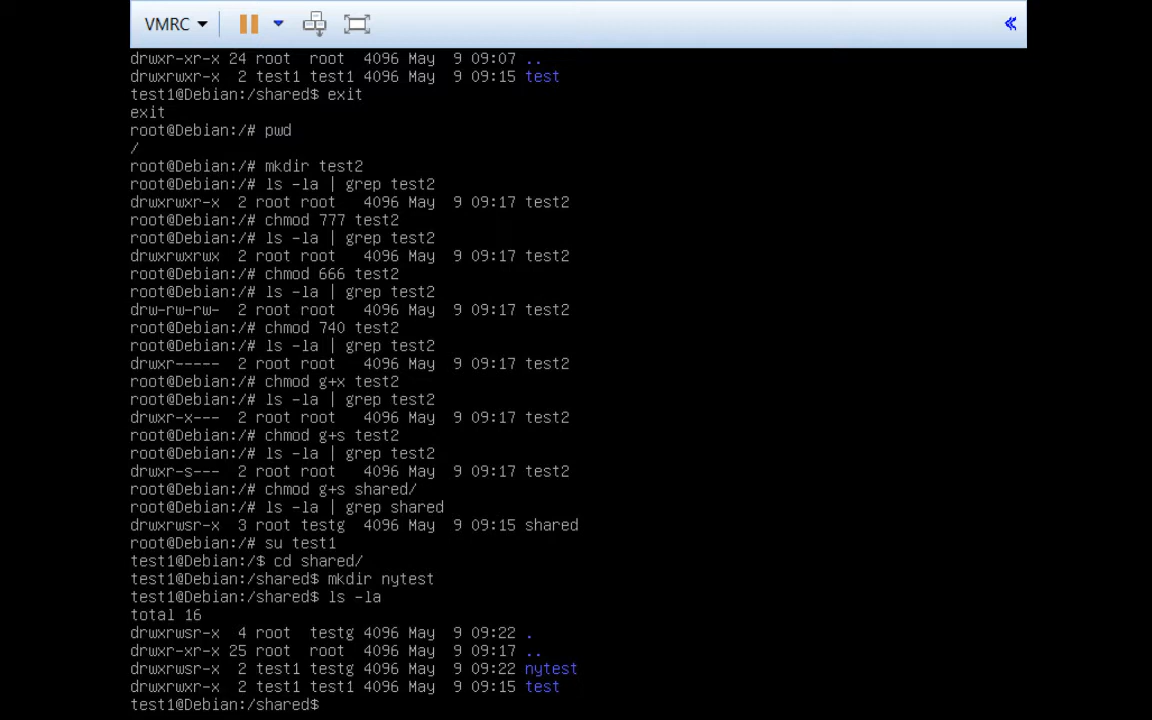 VMRC
drwxr-xr-x 24 root  root  4096 May  9 09:07 ..
drwxrwxr-x  2 test1 test1 4096 May  9 09:15 test
test1@Debian:/shared$ exit
exit
root@Debian:/# pwd
/
root@Debian:/# mkdir test2
root@Debian:/# ls -la | grep test2
drwxrwxr-x  2 root root   4096 May  9 09:17 test2
root@Debian:/# chmod 777 test2
root@Debian:/# ls -la | grep test2
drwxrwxrwx  2 root root   4096 May  9 09:17 test2
root@Debian:/# chmod 666 test2
root@Debian:/# ls -la | grep test2
drw-rw-rw-  2 root root   4096 May  9 09:17 test2
root@Debian:/# chmod 740 test2
root@Debian:/# ls -la | grep test2
drwxr-----  2 root root   4096 May  9 09:17 test2
root@Debian:/# chmod g+x test2
root@Debian:/# ls -la | grep test2
drwxr-x---  2 root root   4096 May  9 09:17 test2
root@Debian:/# chmod g+s test2
root@Debian:/# ls -la | grep test2
drwxr-s---  2 root root   4096 May  9 09:17 test2
root@Debian:/# chmod g+s shared/
root@Debian:/# ls -la | grep shared
drwxrwsr-x  3 root testg  4096 May  9 09:15 shared
root@Debian:/# su test1
test1@Debian:/$ cd shared/
test1@Debian:/shared$ mkdir nytest
test1@Debian:/shared$ ls -la
total 16
drwxrwsr-x  4 root  testg 4096 May  9 09:22 .
drwxr-xr-x 25 root  root  4096 May  9 09:17 ..
drwxrwsr-x  2 test1 testg 4096 May  9 09:22 nytest
drwxrwxr-x  2 test1 test1 4096 May  9 09:15 test
test1@Debian:/shared$